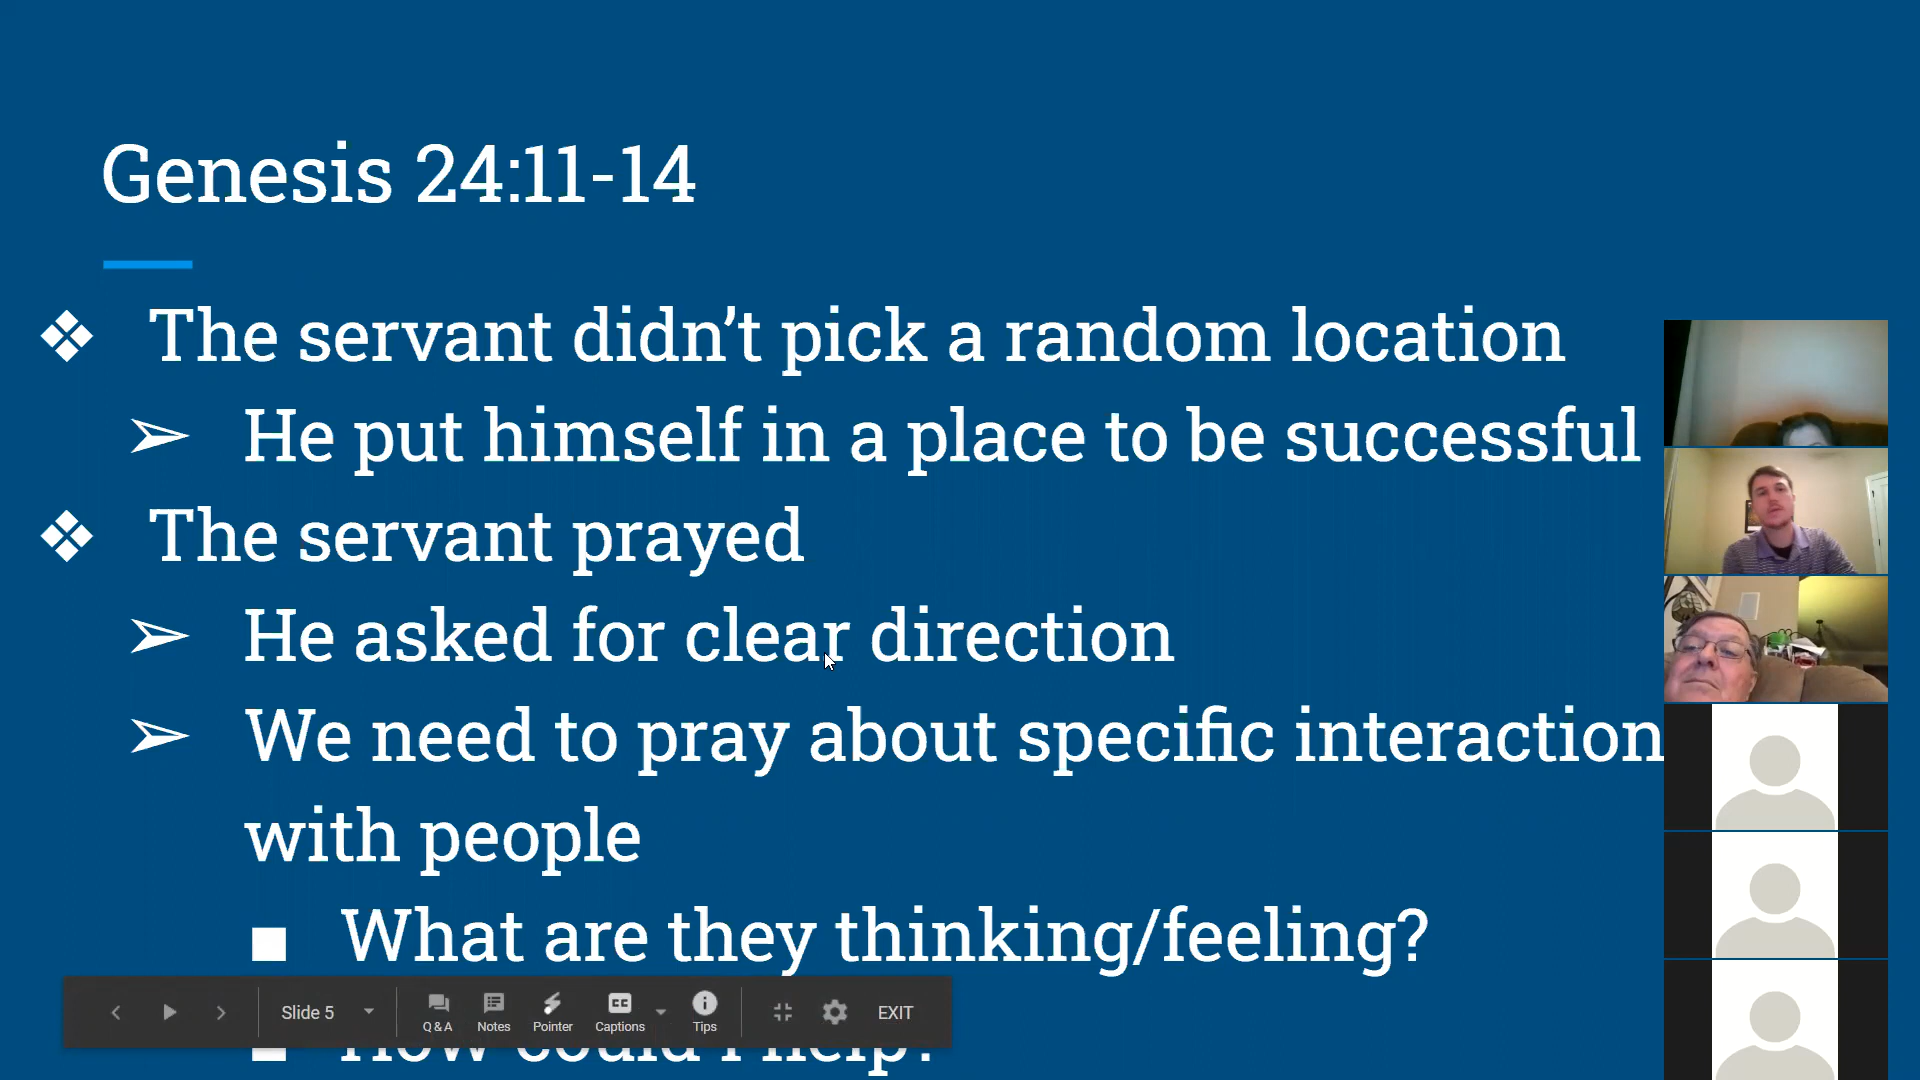 Genesis 24:11-14
❖ The servant didn’t pick a random location
➢ He put himself in a place to be successful
❖ The servant prayed
➢ He asked for clear direction
➢ We need to pray about specific interaction
with people
■ What are they thinking/feeling?
■ How could I help?
Slide 5
Q & A
Notes
Pointer
CC
Captions
Tips
EXIT